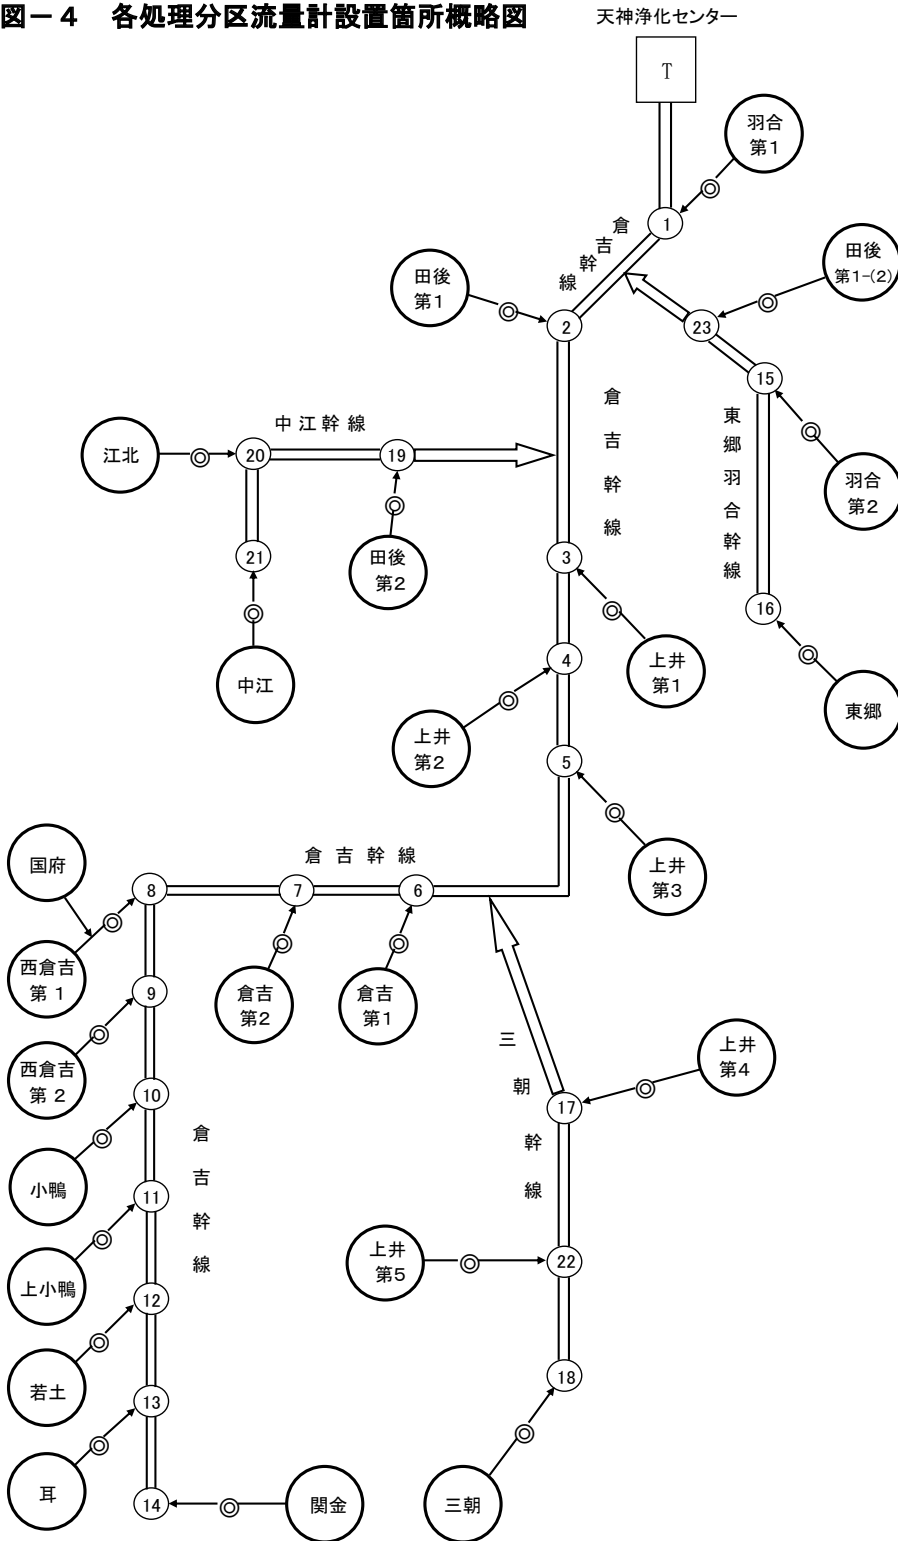 図－４　各処理分区流量計設置箇所概略図
天神浄化センター
T
羽合
第１
1
倉吉幹線
田後
第１
2
田後
第1-(2)
23
15
倉吉幹線
東郷羽合幹線
中江幹線
江北
20
19
羽合
第２
21
田後
第２
3
16
上井
第１
4
中江
東郷
上井
第２
5
上井
第３
倉吉幹線
国府
8
7
6
西倉吉
第１
倉吉
第２
倉吉
第１
9
西倉吉
第２
三朝幹線
上井
第４
10
17
倉吉幹線
小鴨
11
上井
第５
22
上小鴨
12
若土
18
13
耳
14
関金
三朝